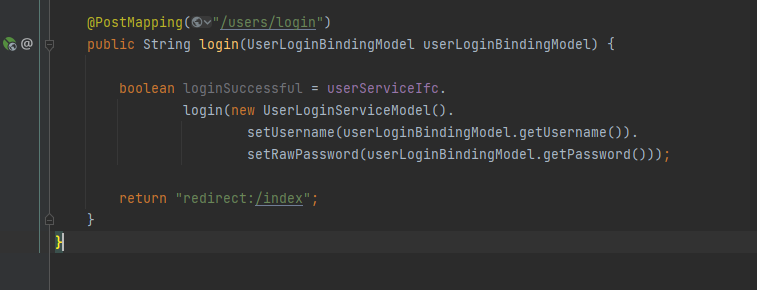 @PostMapping("/users/login")
public String login(UserLoginBindingModel userLoginBindingModel) {
boolean loginSuccessful = userServiceIfc.
login(new UserLoginServiceModel().
setUsername(userLoginBindingModel.getUsername()).
setRawPassword(userLoginBindingModel.getPassword()));
return "redirect:/index";
}
}